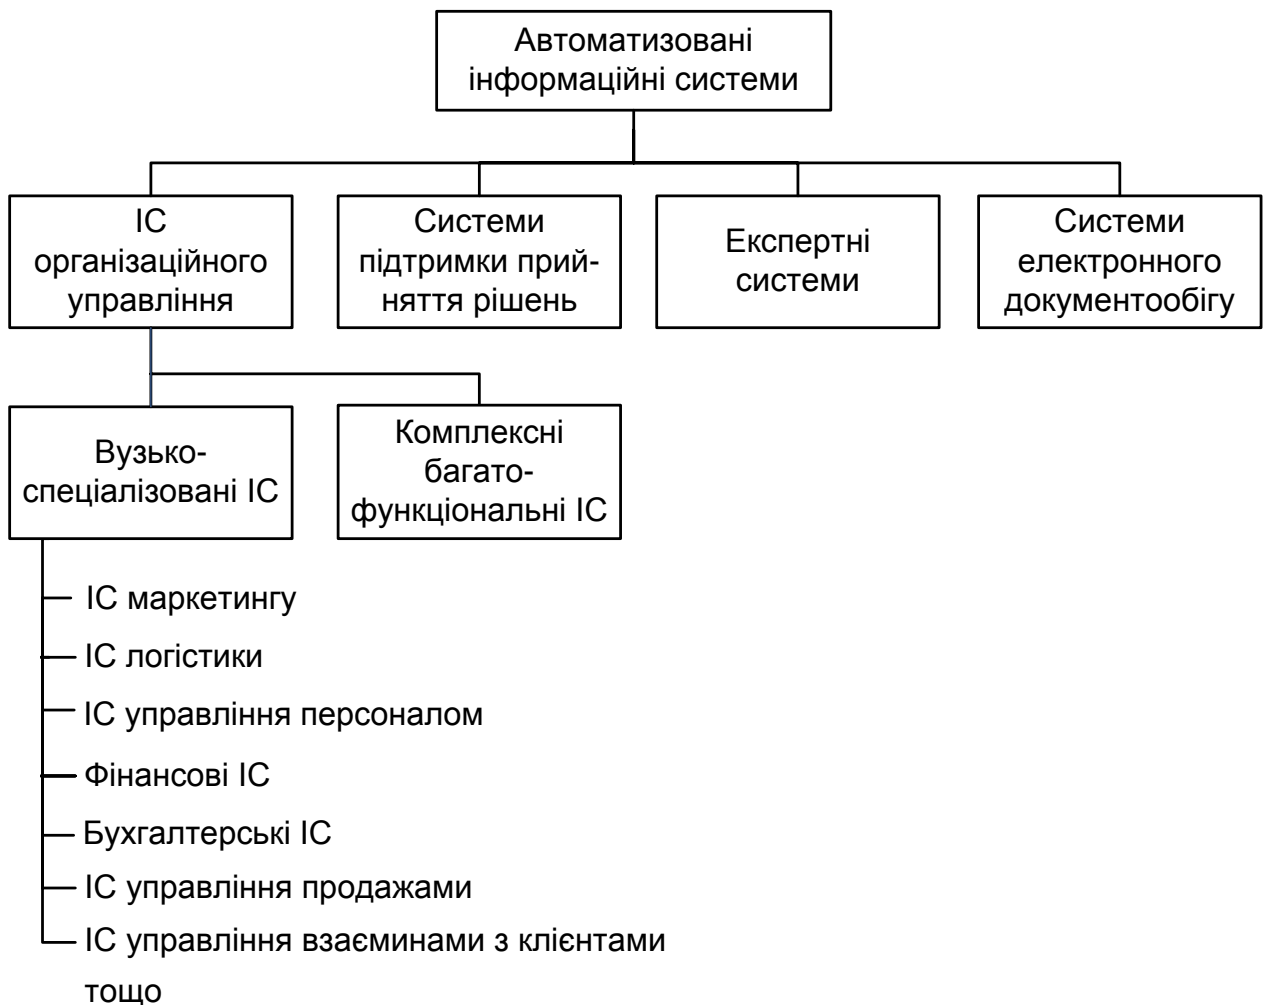 Автоматизовані
інформаційні системи
ІС
організаційного
управління
Системи
підтримки прий-
няття рішень
Експертні
системи
Системи
електронного
документообігу
Вузько-
спеціалізовані ІС
Комплексні
багато-
функціональні ІС
ІС маркетингу
ІС логістики
ІС управління персоналом
Фінансові ІС
Бухгалтерські ІС
ІС управління продажами
ІС управління взаєминами з клієнтами
тощо